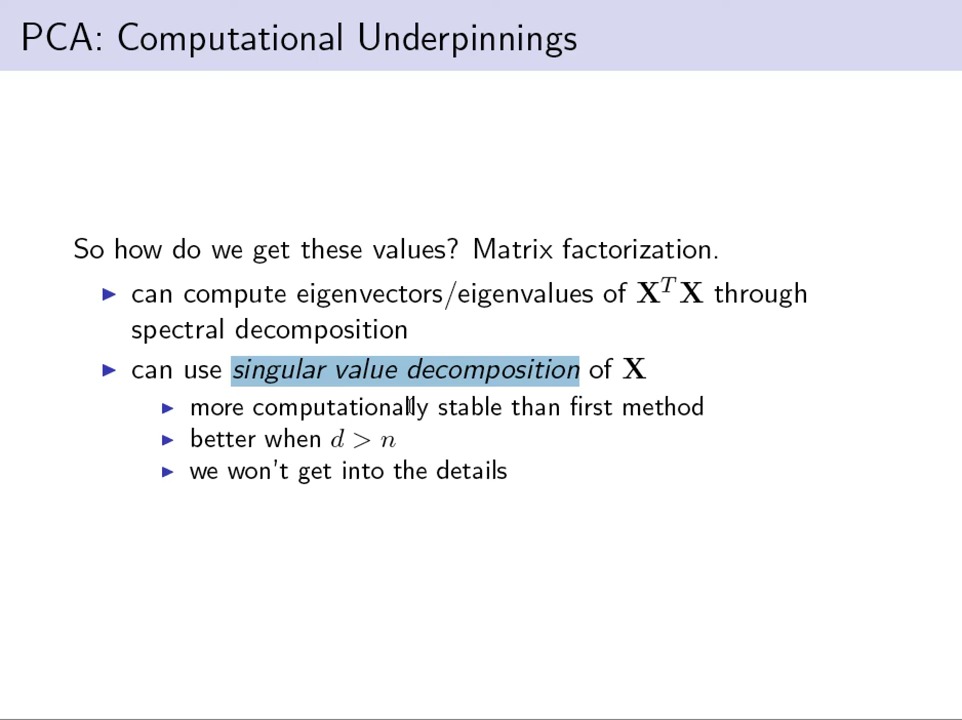 PCA: Computational Underpinnings
So how do we get these values? Matrix factorization.
▶ can compute eigenvectors/eigenvalues of X^T X through
spectral decomposition
▶ can use singular value decomposition of X
▶ more computationally stable than first method
▶ better when d > n
▶ we won't get into the details